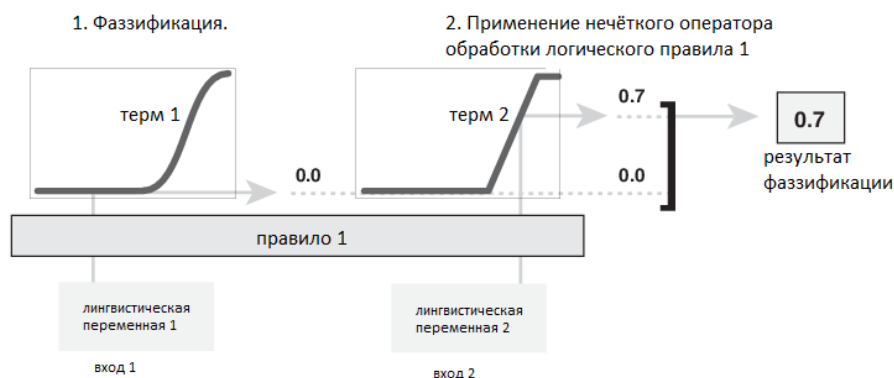 1. Фаззификация.
2. Применение нечёткого оператора
обработки логического правила 1
терм 1
0.0
терм 2
0.7
0.0
0.7
результат
фаззификации
правило 1
лингвистическая
переменная 1
лингвистическая
переменная 2
вход 1
вход 2